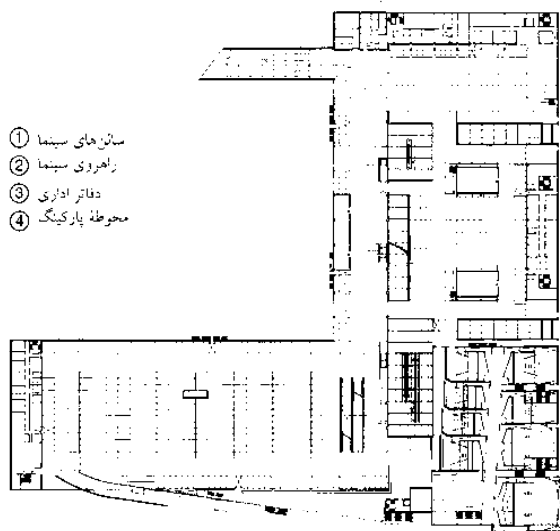 ① سالن‌های سینما
② راهروی سینما
③ دفاتر اداری
④ محوطهٔ پارکینگ